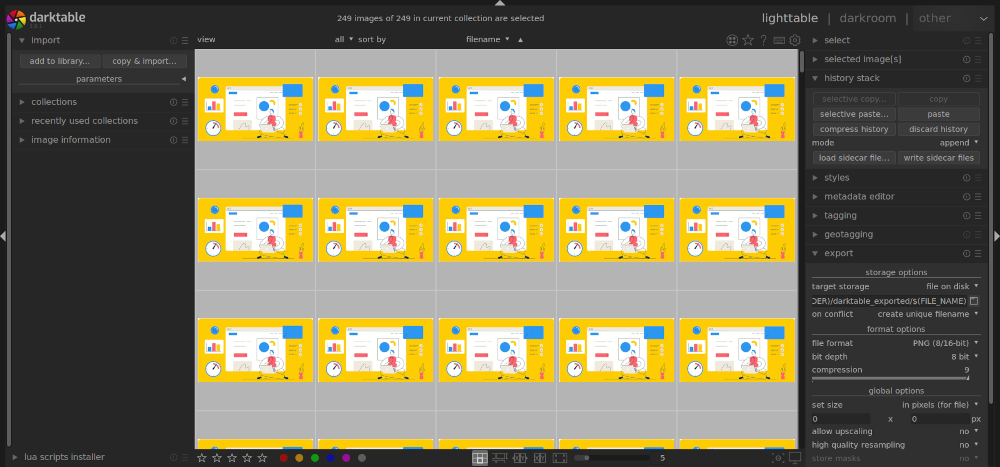 darktable
249 images of 249 in current collection are selected
lighttable | darkroom | other
import
view
all sort by
filename
select
add to library...
copy & import...
selected image[s]
parameters
history stack
collections
selective copy...
copy
recently used collections
selective paste...
paste
image information
compress history
discard history
mode
append
load sidecar file...
write sidecar files
styles
metadata editor
tagging
geotagging
export
storage options
target storage
file on disk
DER)/darktable_exported/$(FILE_NAME)
on conflict
create unique filename
format options
file format
PNG (8/16-bit)
bit depth
8 bit
compression
9
global options
set size
in pixels (for file)
0 x 0 px
allow upscaling
no
high quality resampling
no
store masks
no
lua scripts installer
5